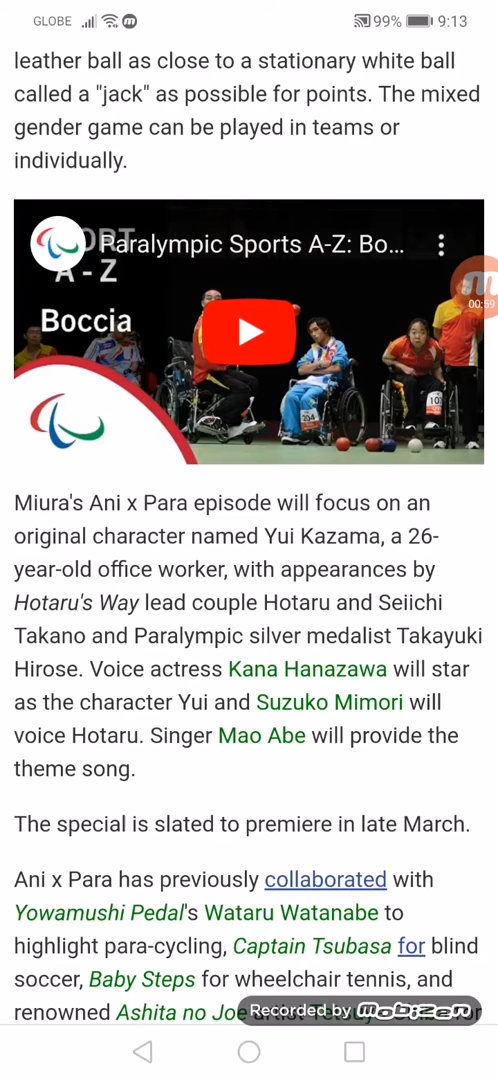 GLOBE 99% 9:13
leather ball as close to a stationary white ball
called a "jack" as possible for points. The mixed
gender game can be played in teams or
individually.
Paralympic Sports A-Z: Bo...
SPORT
A - Z
Boccia
00:59
204
Miura's Ani x Para episode will focus on an
original character named Yui Kazama, a 26-
year-old office worker, with appearances by
Hotaru's Way lead couple Hotaru and Seiichi
Takano and Paralympic silver medalist Takayuki
Hirose. Voice actress Kana Hanazawa will star
as the character Yui and Suzuko Mimori will
voice Hotaru. Singer Mao Abe will provide the
theme song.
The special is slated to premiere in late March.
Ani x Para has previously collaborated with
Yowamushi Pedal's Wataru Watanabe to
highlight para-cycling, Captain Tsubasa for blind
soccer, Baby Steps for wheelchair tennis, and
renowned Ashita no Joe artist
Recorded by mobizen